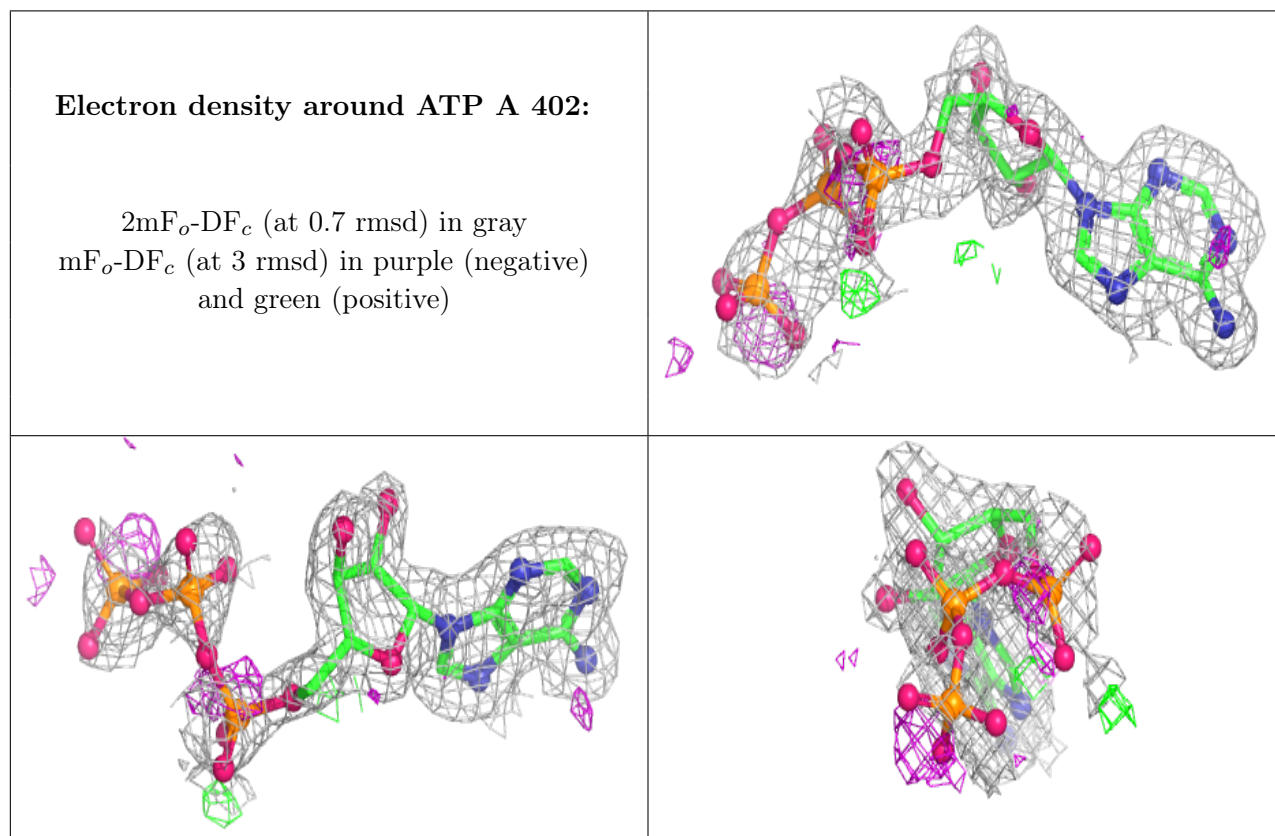 Electron density around ATP A 402:
2mFo-DFc (at 0.7 rmsd) in gray
mFo-DFc (at 3 rmsd) in purple (negative)
and green (positive)